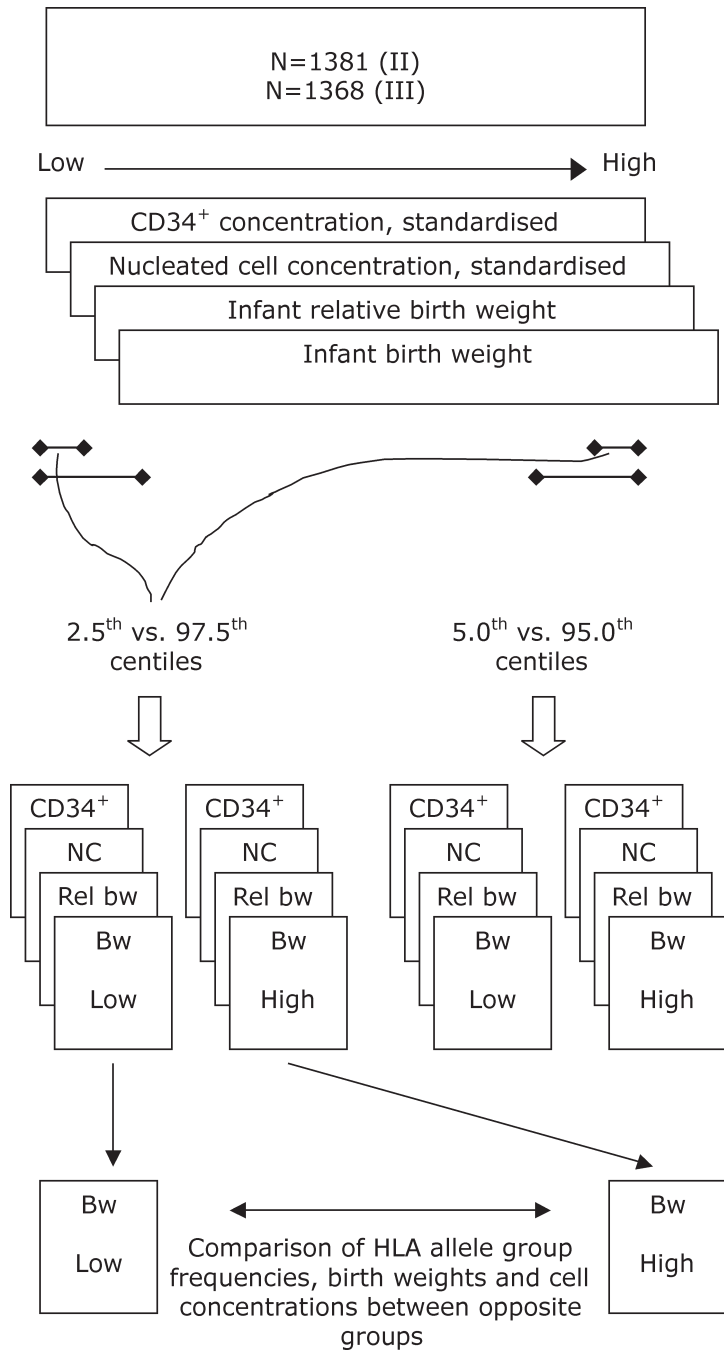 N=1381 (II)
N=1368 (III)
Low High
CD34⁺ concentration, standardised
Nucleated cell concentration, standardised
Infant relative birth weight
Infant birth weight
2.5ᵗʰ vs. 97.5ᵗʰ
centiles
5.0ᵗʰ vs. 95.0ᵗʰ
centiles
CD34⁺
NC
Rel bw
Bw
Low
CD34⁺
NC
Rel bw
Bw
High
CD34⁺
NC
Rel bw
Bw
Low
CD34⁺
NC
Rel bw
Bw
High
Bw
Low
Comparison of HLA allele group
frequencies, birth weights and cell
concentrations between opposite
groups
Bw
High